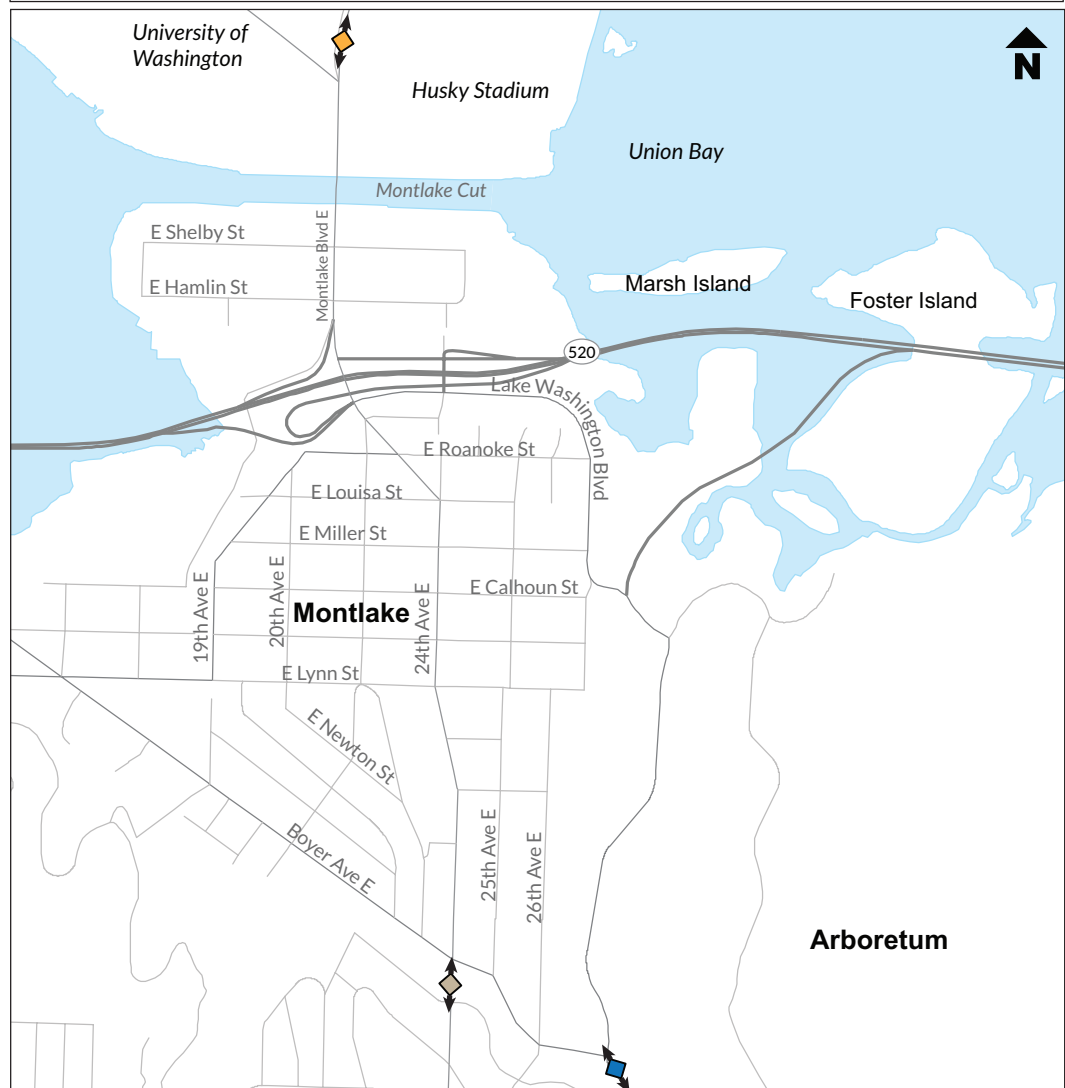 University of
Washington
Husky Stadium
N
Union Bay
Montlake Cut
E Shelby St
Montlake Blvd E
E Hamlin St
Marsh Island
Foster Island
520
Lake Washington Blvd
E Roanoke St
E Louisa St
E Miller St
19th Ave E
20th Ave E
24th Ave E
E Calhoun St
Montlake
E Lynn St
E Newton St
Boyer Ave E
25th Ave E
26th Ave E
Arboretum